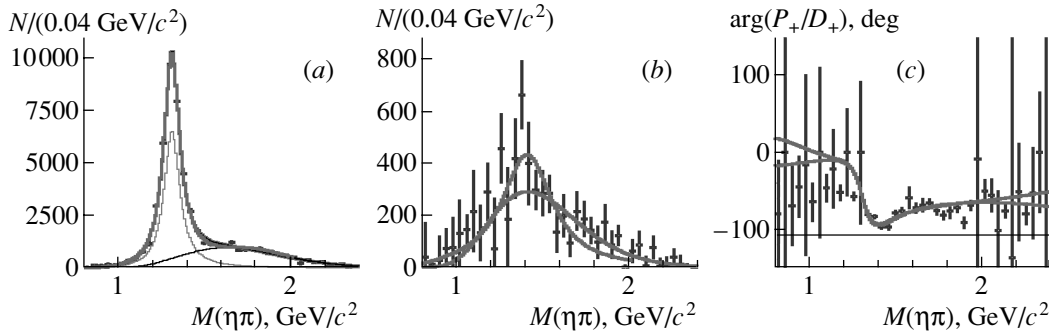 N/(0.04 GeV/c²)
10000
7500
5000
2500
0
(a)
1
2
M(ηπ), GeV/c²
N/(0.04 GeV/c²)
800
600
400
200
0
(b)
1
2
M(ηπ), GeV/c²
arg(P₊/D₊), deg
100
0
−100
(c)
1
2
M(ηπ), GeV/c²